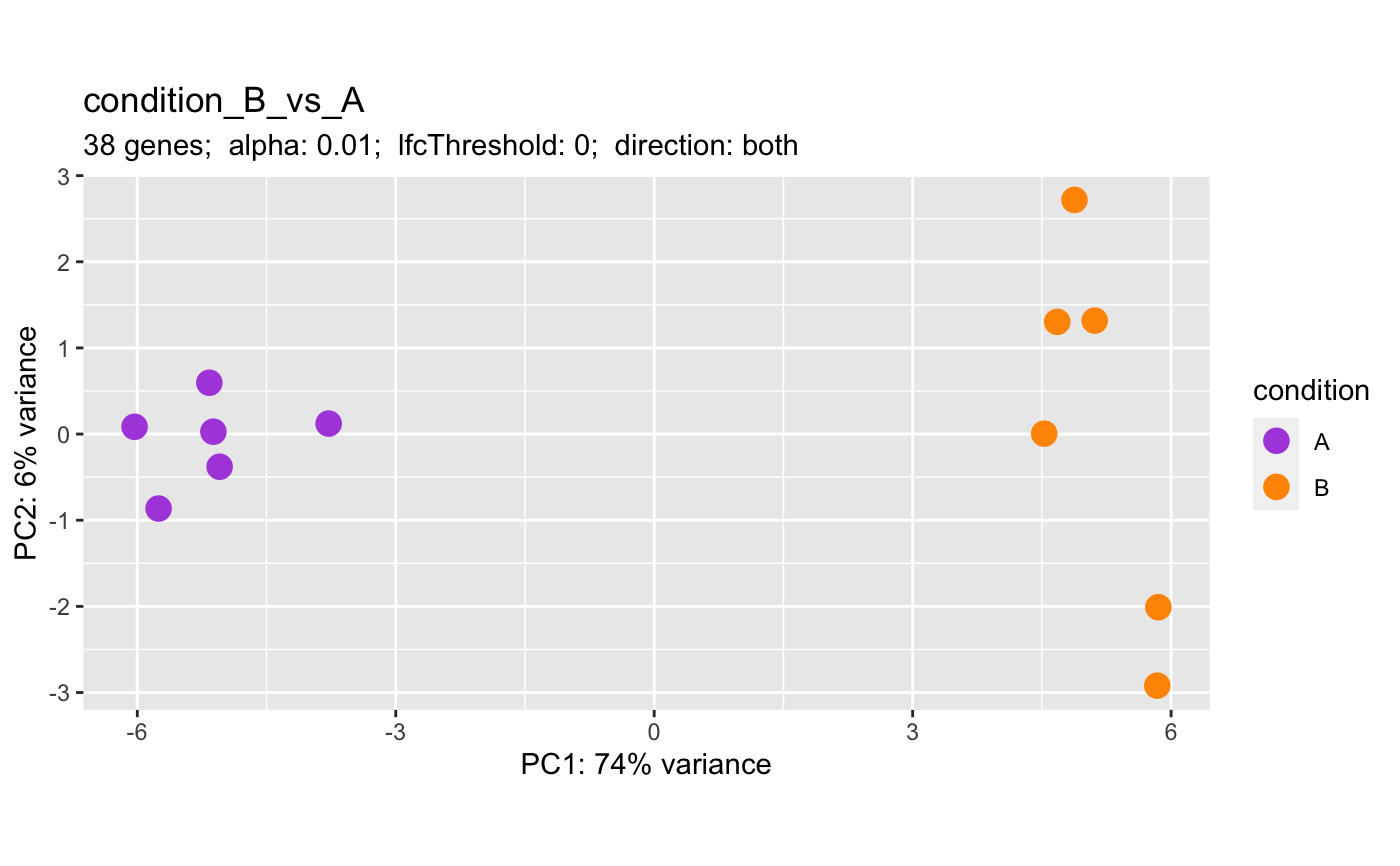 condition_B_vs_A
38 genes;  alpha: 0.01;  lfcThreshold: 0;  direction: both
3
2
1
0
-1
-2
-3
PC2: 6% variance
-6
-3
0
3
6
PC1: 74% variance
condition
A
B